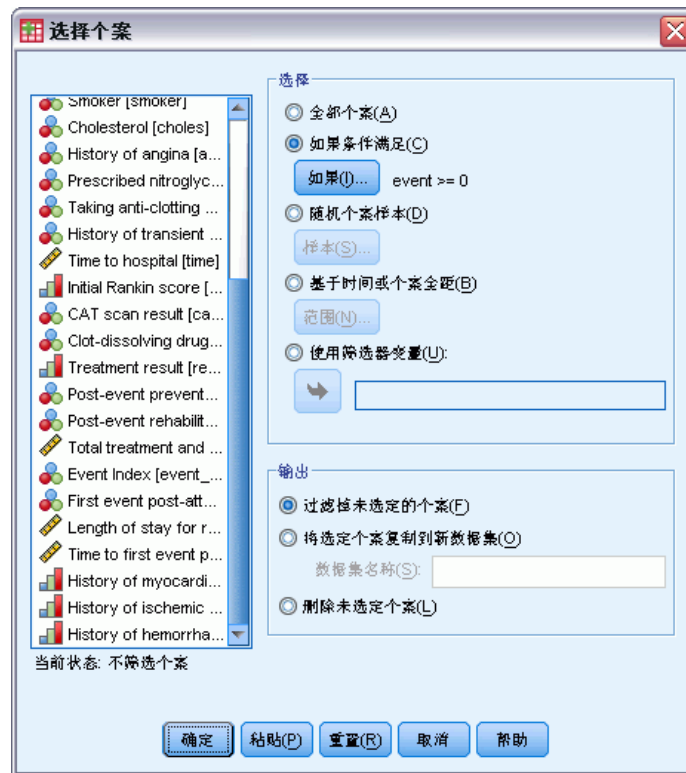 选择个案
Smoker [smoker]
Cholesterol [choles]
History of angina [a...
Prescribed nitroglyc...
Taking anti-clotting ...
History of transient ...
Time to hospital [time]
Initial Rankin score [...
CAT scan result [ca...
Clot-dissolving drug...
Treatment result [re...
Post-event prevent...
Post-event rehabilit...
Total treatment and ...
Event Index [event_...
First event post-att...
Length of stay for r...
Time to first event p...
History of myocardi...
History of ischemic ...
History of hemorrha...
当前状态: 不筛选个案
选择
全部个案(A)
如果条件满足(C)
如果(I)... event >= 0
随机个案样本(D)
样本(S)...
基于时间或个案全距(B)
范围(N)...
使用筛选器变量(U):
输出
过滤掉未选定的个案(F)
将选定个案复制到新数据集(O)
数据集名称(S):
删除未选定个案(L)
确定 粘贴(P) 重置(R) 取消 帮助